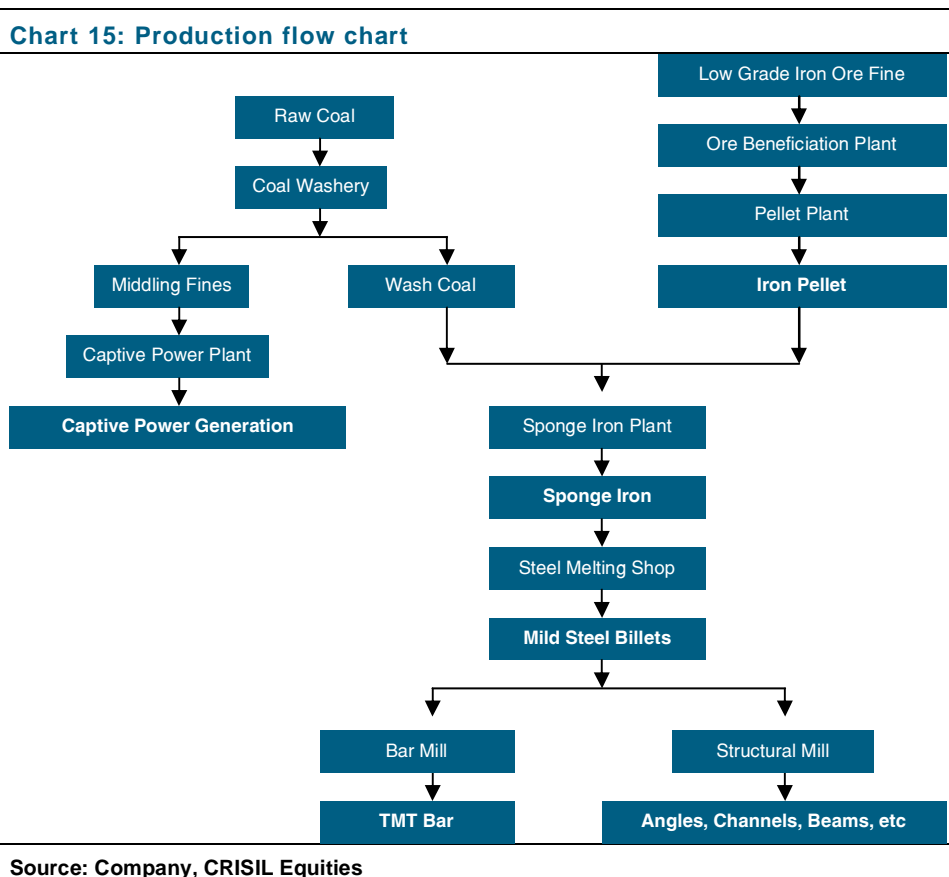 Chart 15: Production flow chart
Low Grade Iron Ore Fine
Raw Coal
Ore Beneficiation Plant
Coal Washery
Pellet Plant
Middling Fines
Wash Coal
Iron Pellet
Captive Power Plant
Captive Power Generation
Sponge Iron Plant
Sponge Iron
Steel Melting Shop
Mild Steel Billets
Bar Mill
Structural Mill
TMT Bar
Angles, Channels, Beams, etc
Source: Company, CRISIL Equities